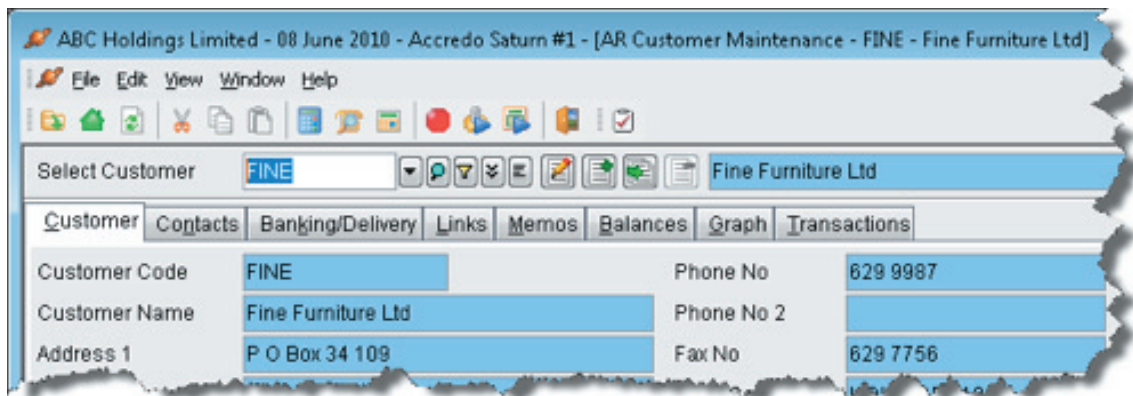 ABC Holdings Limited - 08 June 2010 - Accredo Saturn #1 - [AR Customer Maintenance - FINE - Fine Furniture Ltd]
File Edit View Window Help
Select Customer FINE Fine Furniture Ltd
Customer Contacts Banking/Delivery Links Memos Balances Graph Transactions
Customer Code FINE Phone No 629 9987
Customer Name Fine Furniture Ltd Phone No 2
Address 1 P O Box 34 109 Fax No 629 7756